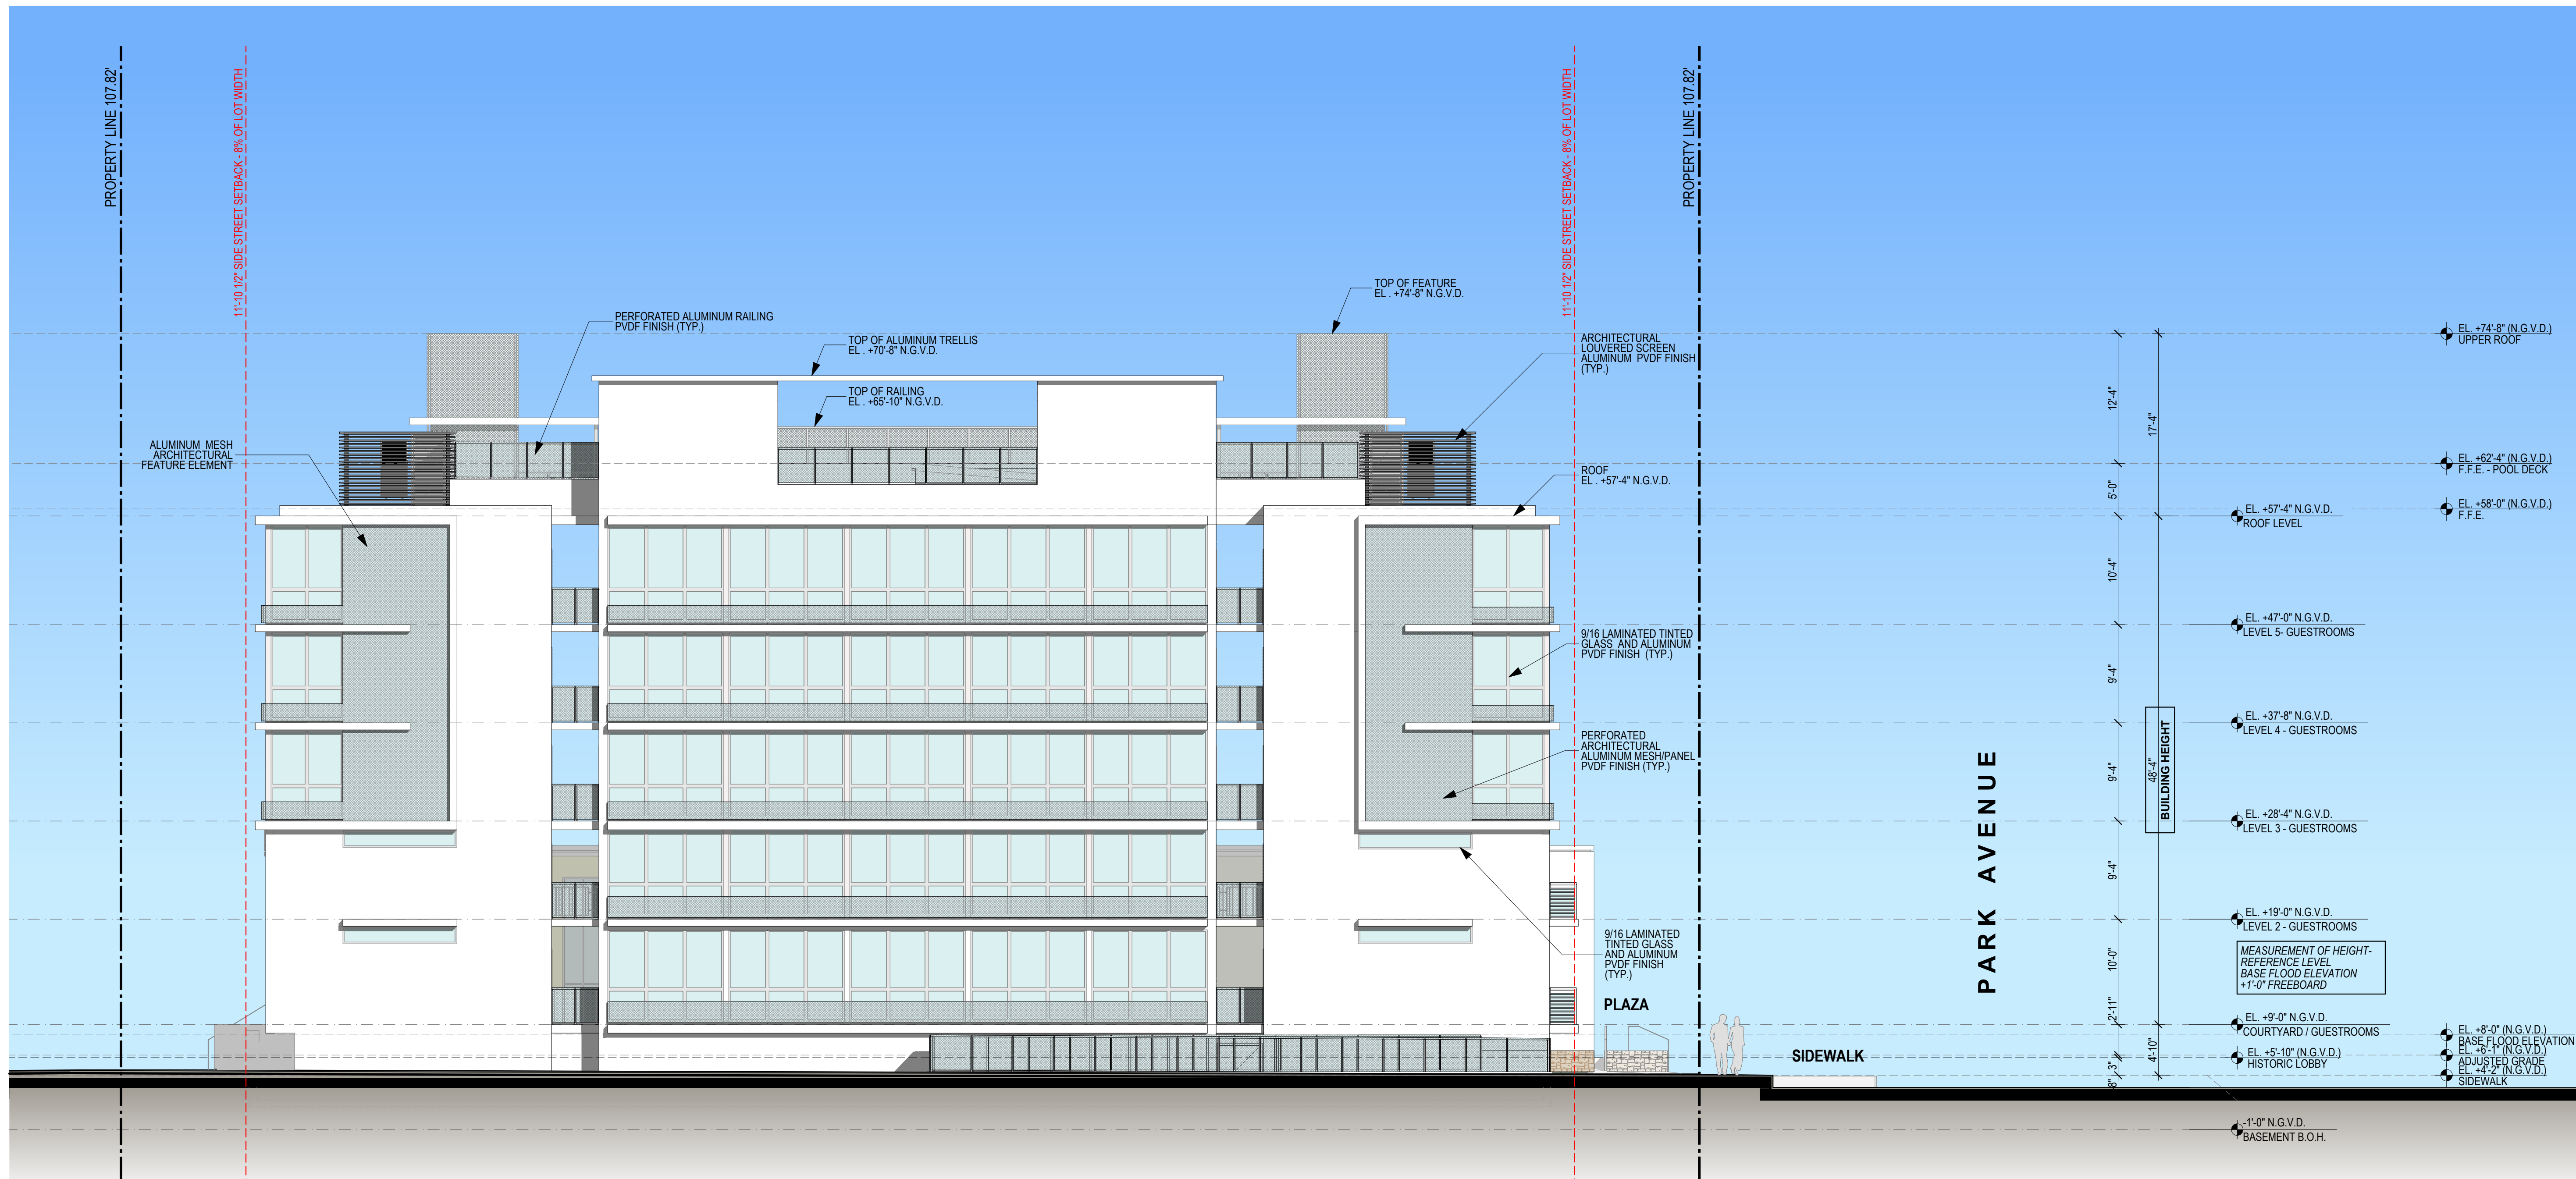 PROPERTY LINE 107.82'
11'-10 1/2" SIDE STREET SETBACK - 8% OF LOT WIDTH
ALUMINUM MESH
ARCHITECTURAL
FEATURE ELEMENT
PERFORATED ALUMINUM RAILING
PVDF FINISH (TYP.)
TOP OF ALUMINUM TRELLIS
EL . +70'-8" N.G.V.D.
TOP OF RAILING
EL . +65'-10" N.G.V.D.
TOP OF FEATURE
EL . +74'-8" N.G.V.D.
11'-10 1/2" SIDE STREET SETBACK - 8% OF LOT WIDTH
PROPERTY LINE 107.82'
ARCHITECTURAL
LOUVERED SCREEN
ALUMINUM PVDF FINISH
(TYP.)
ROOF
EL . +57'-4" N.G.V.D.
9/16 LAMINATED TINTED
GLASS AND ALUMINUM
PVDF FINISH (TYP.)
PERFORATED
ARCHITECTURAL
ALUMINUM MESH/PANEL
PVDF FINISH (TYP.)
9/16 LAMINATED
TINTED GLASS
AND ALUMINUM
PVDF FINISH
(TYP.)
PLAZA
SIDEWALK
PARK AVENUE
12'-4"
5'-0"
10'-4"
9'-4"
9'-4"
9'-4"
10'-0"
2'-11"
3"
8"
17'-4"
48'-4"
BUILDING HEIGHT
4'-10"
EL. +57'-4" N.G.V.D.
ROOF LEVEL
EL. +47'-0" N.G.V.D.
LEVEL 5- GUESTROOMS
EL. +37'-8" N.G.V.D.
LEVEL 4 - GUESTROOMS
EL. +28'-4" N.G.V.D.
LEVEL 3 - GUESTROOMS
EL. +19'-0" N.G.V.D.
LEVEL 2 - GUESTROOMS
MEASUREMENT OF HEIGHT-
REFERENCE LEVEL
BASE FLOOD ELEVATION
+1'-0" FREEBOARD
EL. +9'-0" N.G.V.D.
COURTYARD / GUESTROOMS
EL. +5'-10" (N.G.V.D.)
HISTORIC LOBBY
-1'-0" N.G.V.D.
BASEMENT B.O.H.
EL. +74'-8" (N.G.V.D.)
UPPER ROOF
EL. +62'-4" (N.G.V.D.)
F.F.E. - POOL DECK
EL. +58'-0" (N.G.V.D.)
F.F.E.
EL. +8'-0" (N.G.V.D.)
BASE FLOOD ELEVATION
EL. +6'-1" (N.G.V.D.)
ADJUSTED GRADE
EL. +4'-2" (N.G.V.D.)
SIDEWALK